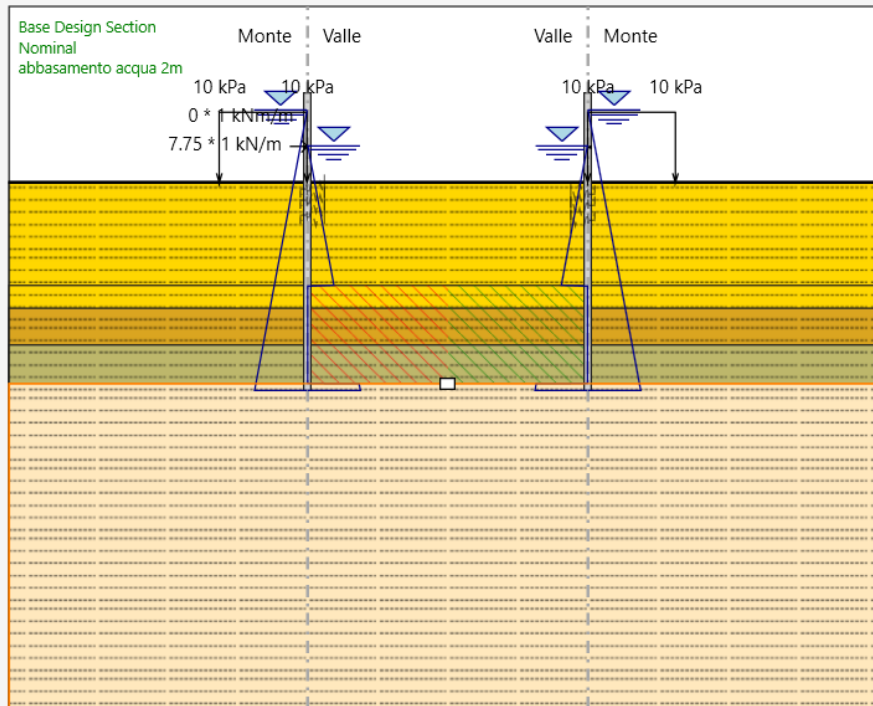 Base Design Section
Nominal
abbasamento acqua 2m
Monte
Valle
Valle
Monte
10 kPa
10 kPa
10 kPa
10 kPa
0 * 1 kNm/m
7.75 * 1 kN/m